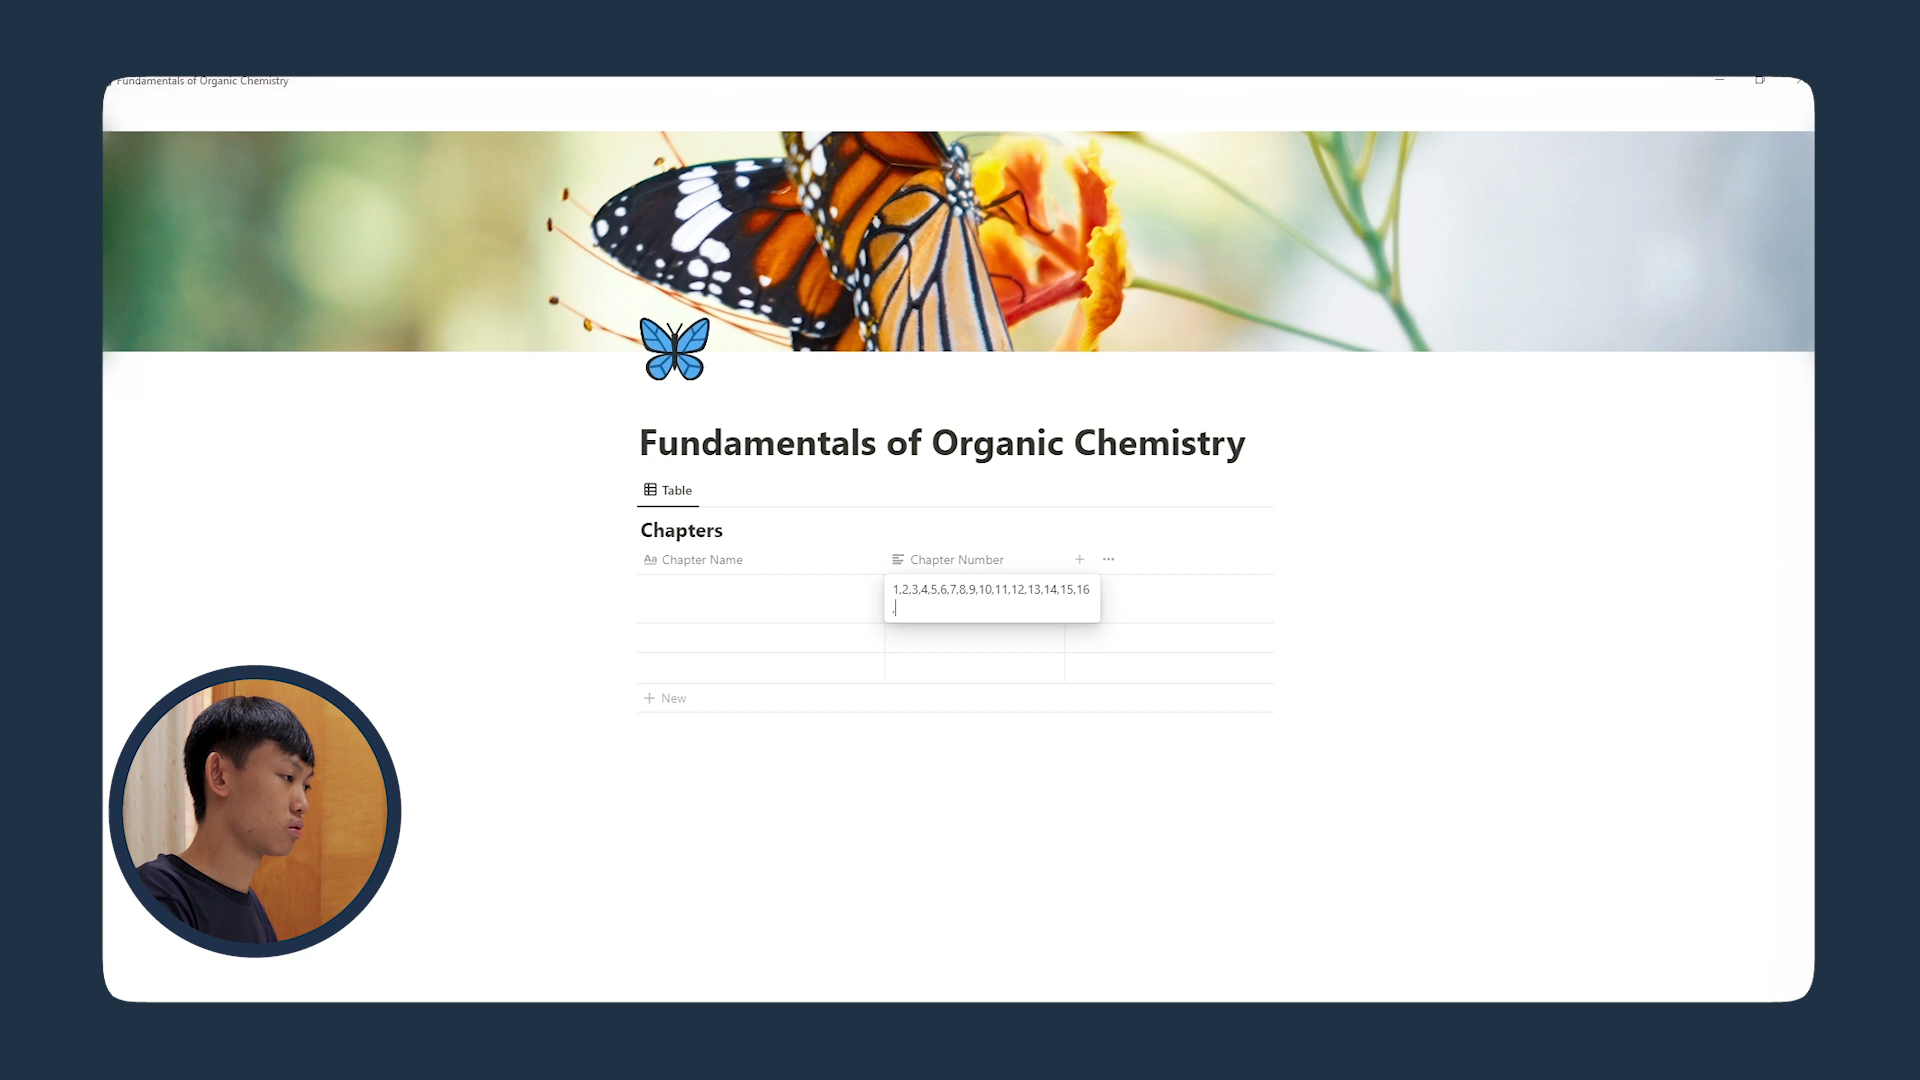 Fundamentals of Organic Chemistry
Fundamentals of Organic Chemistry
Table
Chapters
Aa Chapter Name
Chapter Number
1,2,3,4,5,6,7,8,9,10,11,12,13,14,15,16
,
+ New